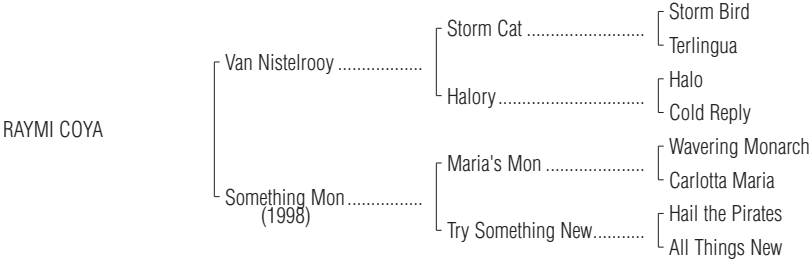 Storm Bird
Storm Cat ........................
Terlingua
Van Nistelrooy .................
Halo
Halory.............................
Cold Reply
RAYMI COYA
Wavering Monarch
Maria's Mon ....................
Carlotta Maria
Something Mon...............
(1998)
Hail the Pirates
Try Something New..........
All Things New